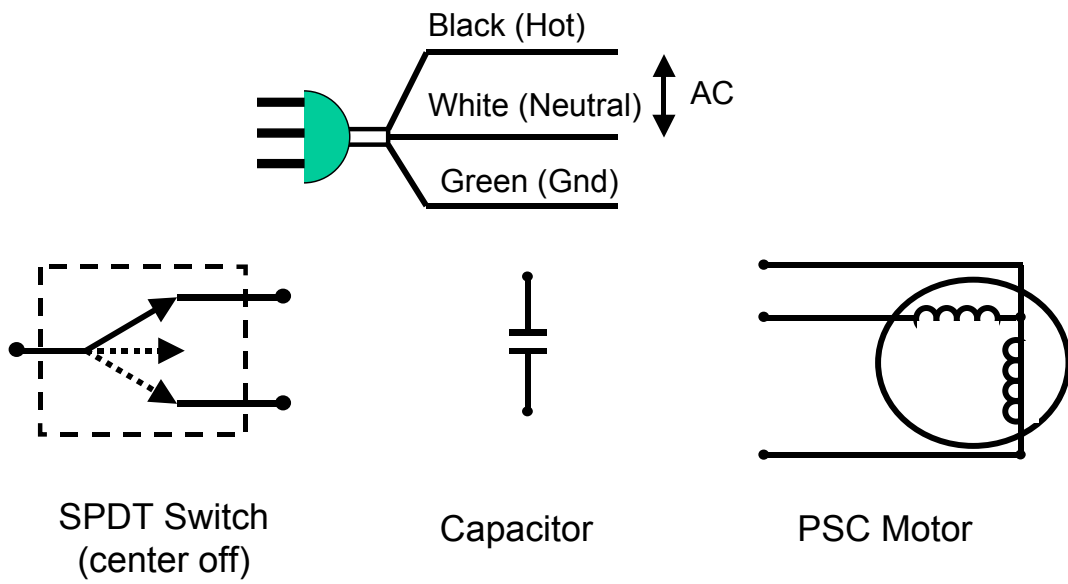 Black (Hot)
White (Neutral)
AC
Green (Gnd)
SPDT Switch
(center off)
Capacitor
PSC Motor